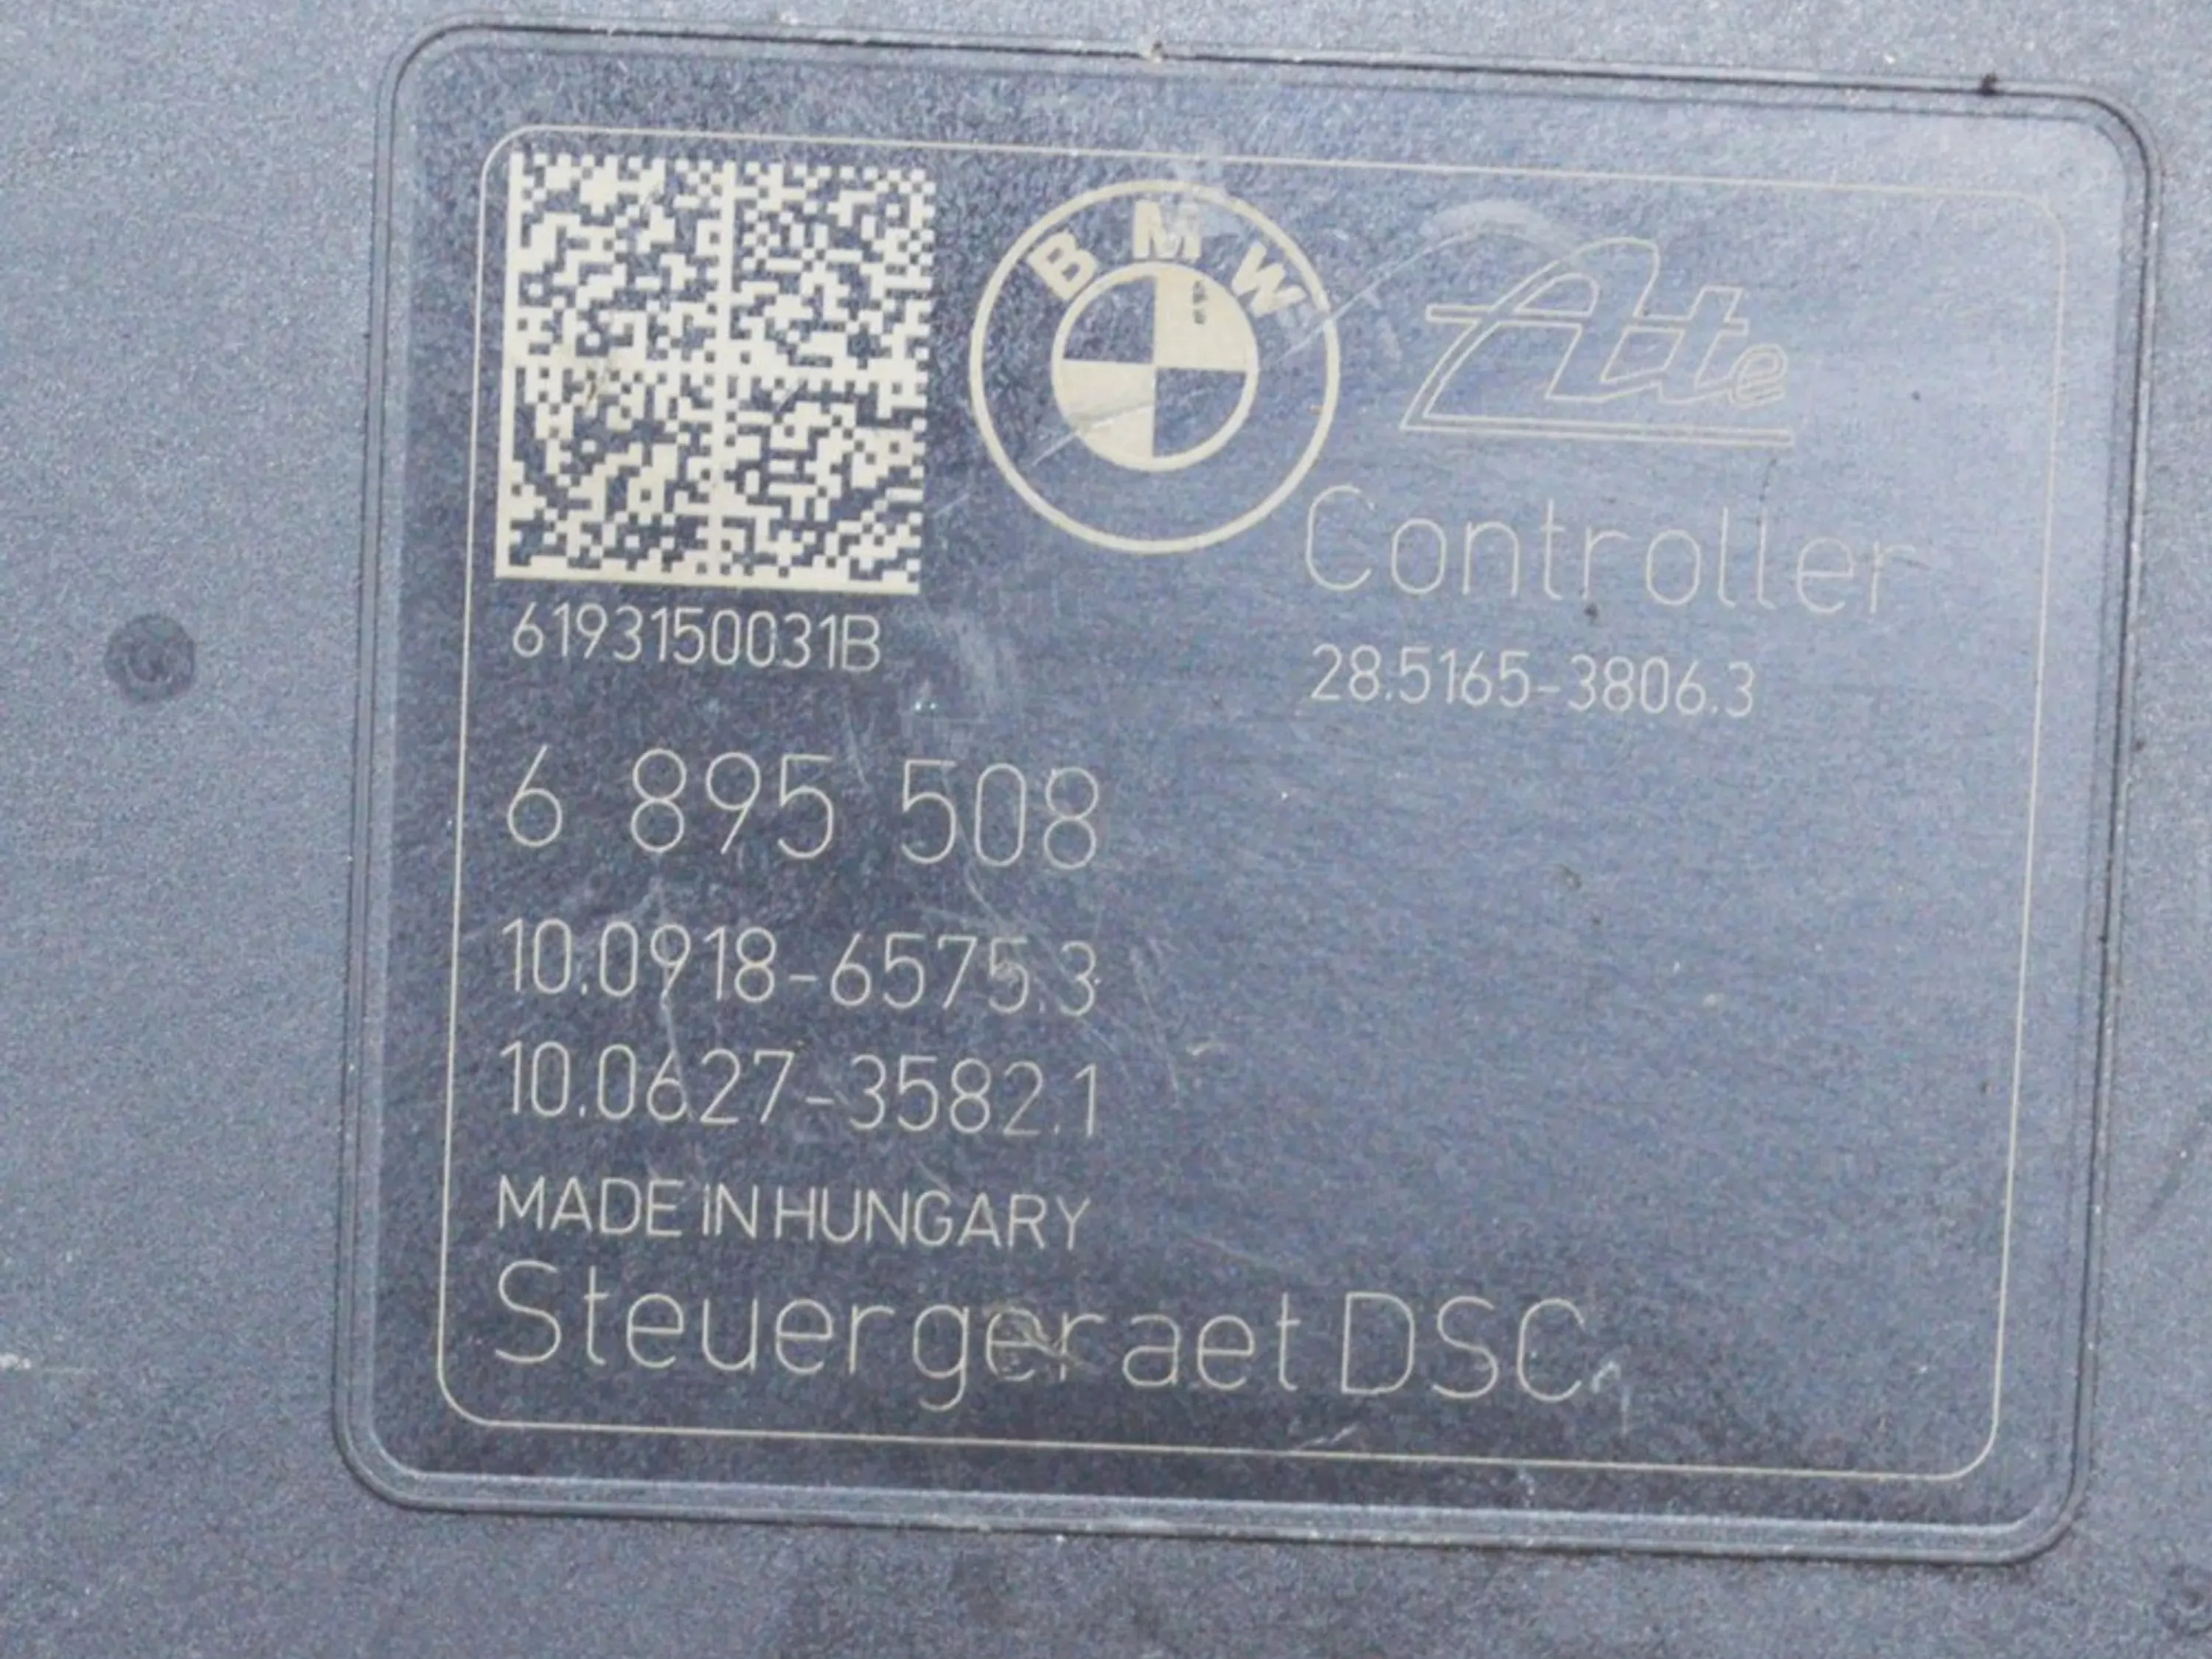 BMW
Ate
Controller
6193150031B
28.5165-3806.3
6 895 508
10.0918-6575.3
10.0627-3582.1
MADE IN HUNGARY
Steuergeraet DSC